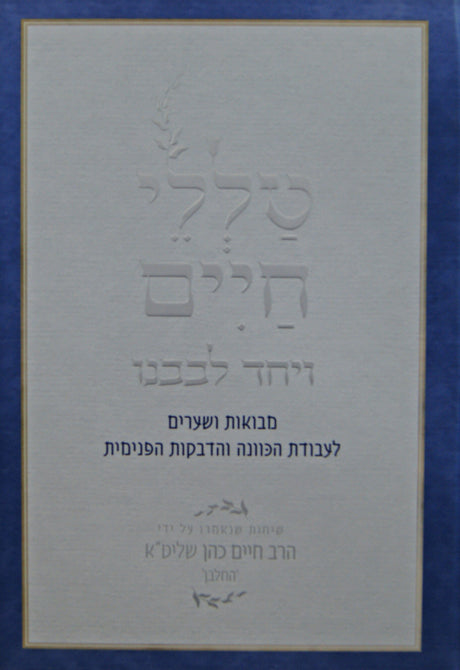 טַלְלֵי
חַיִּים
ויחד לבבנו
מבואות ושערים
לעבודת הכוונה והדבקות הפנימית
שיחות שנאמרו על ידי
הרב חיים כהן שליט"א
'החלבן'